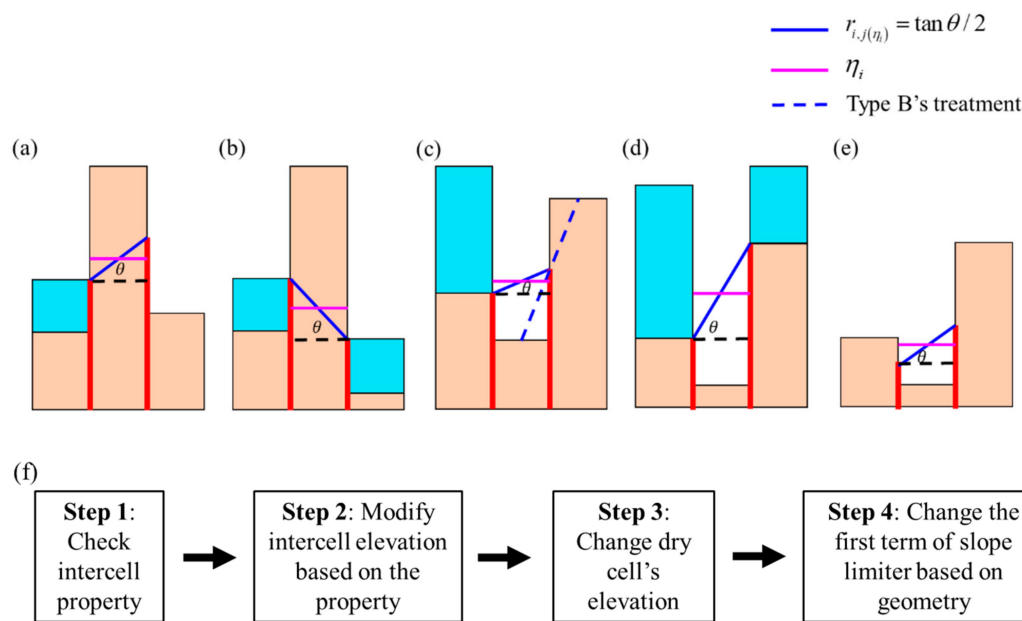 r_{i,j(η_i)} = tan θ/2
η_i
Type B's treatment
(a)
(b)
(c)
(d)
(e)
θ
θ
θ
θ
θ
(f)
Step 1:
Check
intercell
property
Step 2: Modify
intercell elevation
based on the
property
Step 3:
Change dry
cell's
elevation
Step 4: Change the
first term of slope
limiter based on
geometry